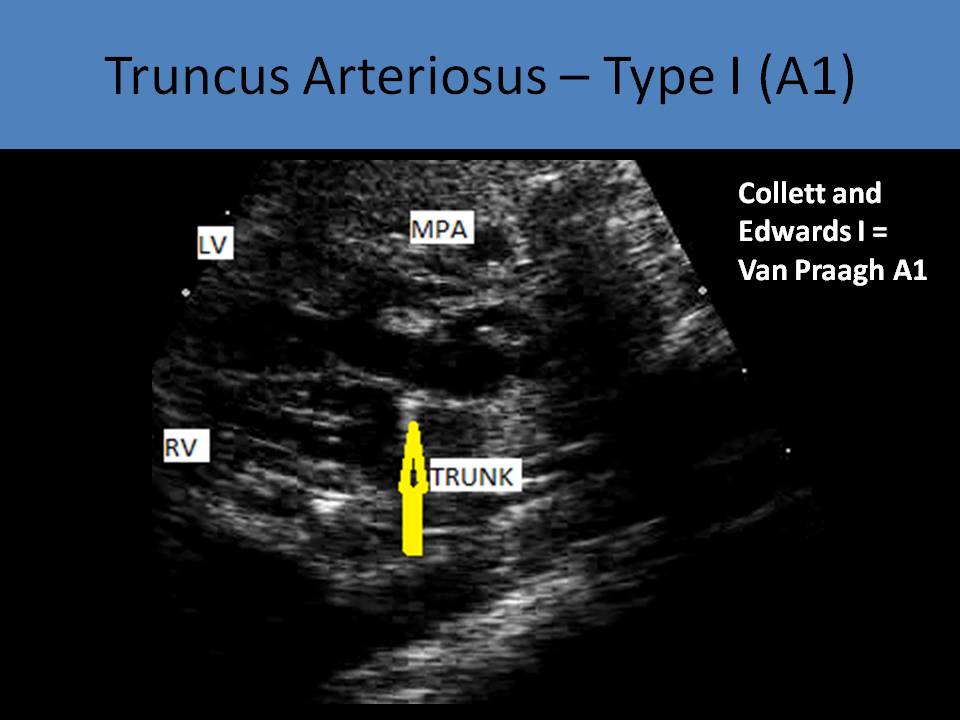 Truncus Arteriosus – Type I (A1)
Collett and
Edwards I =
Van Praagh A1
LV
MPA
RV
TRUNK